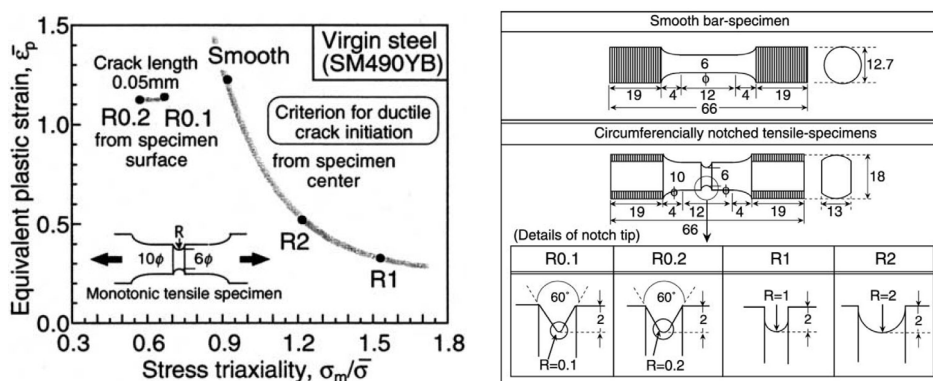 Equivalent plastic strain, ε̄p
1.5
1.0
0.5
0.0
0.3
0.6
0.9
1.2
1.5
1.8
Stress triaxiality, σm/σ̄
Smooth
Virgin steel
(SM490YB)
Crack length
0.05mm
R0.2
R0.1
from specimen
surface
Criterion for ductile
crack initiation
from specimen
center
R2
R1
R
10ϕ
6ϕ
Monotonic tensile specimen
Smooth bar-specimen
6
ϕ
12.7
19
4
12
4
19
66
Circumferencially notched tensile-specimens
10
ϕ
6
ϕ
18
19
4
12
4
19
13
66
(Details of notch tip)
R0.1
R0.2
R1
R2
60°
2
R=0.1
60°
2
R=0.2
R=1
2
R=2
2